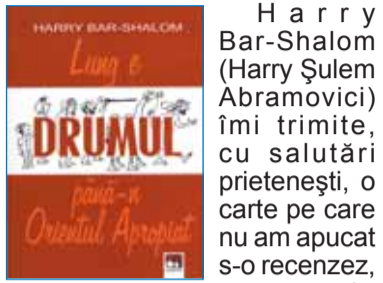 HARRY BAR-SHALOM
Lung e
DRUMUL
până-n
Orientul Apropiat
Harry
Bar-Shalom
(Harry Şulem
Abramovici)
îmi trimite,
cu salutări
prieteneşti, o
carte pe care
nu am apucat
s-o recenzez,